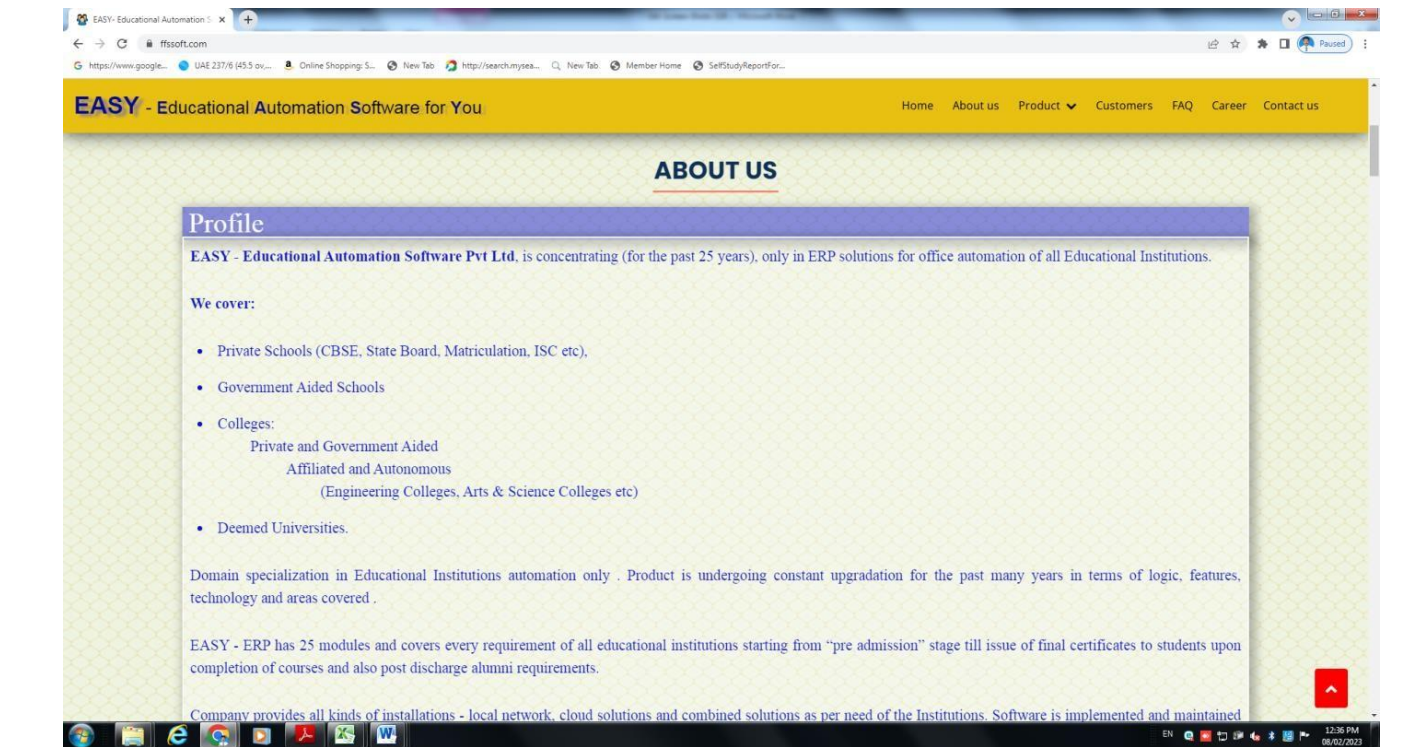 EASY- Educational Automation S
ffssoft.com
Paused
https://www.google... UAE 237/6 (45.5 ov,... Online Shopping: S... New Tab http://search.mysea... New Tab Member Home SelfStudyReportFor...
EASY - Educational Automation Software for You
Home About us Product Customers FAQ Career Contact us
ABOUT US
Profile
EASY - Educational Automation Software Pvt Ltd, is concentrating (for the past 25 years), only in ERP solutions for office automation of all Educational Institutions.
We cover:
• Private Schools (CBSE, State Board, Matriculation, ISC etc),
• Government Aided Schools
• Colleges:
Private and Government Aided
Affiliated and Autonomous
(Engineering Colleges, Arts & Science Colleges etc)
• Deemed Universities.
Domain specialization in Educational Institutions automation only . Product is undergoing constant upgradation for the past many years in terms of logic, features,
technology and areas covered .
EASY - ERP has 25 modules and covers every requirement of all educational institutions starting from “pre admission” stage till issue of final certificates to students upon
completion of courses and also post discharge alumni requirements.
Company provides all kinds of installations - local network, cloud solutions and combined solutions as per need of the Institutions. Software is implemented and maintained
EN
12:36 PM
08/02/2023